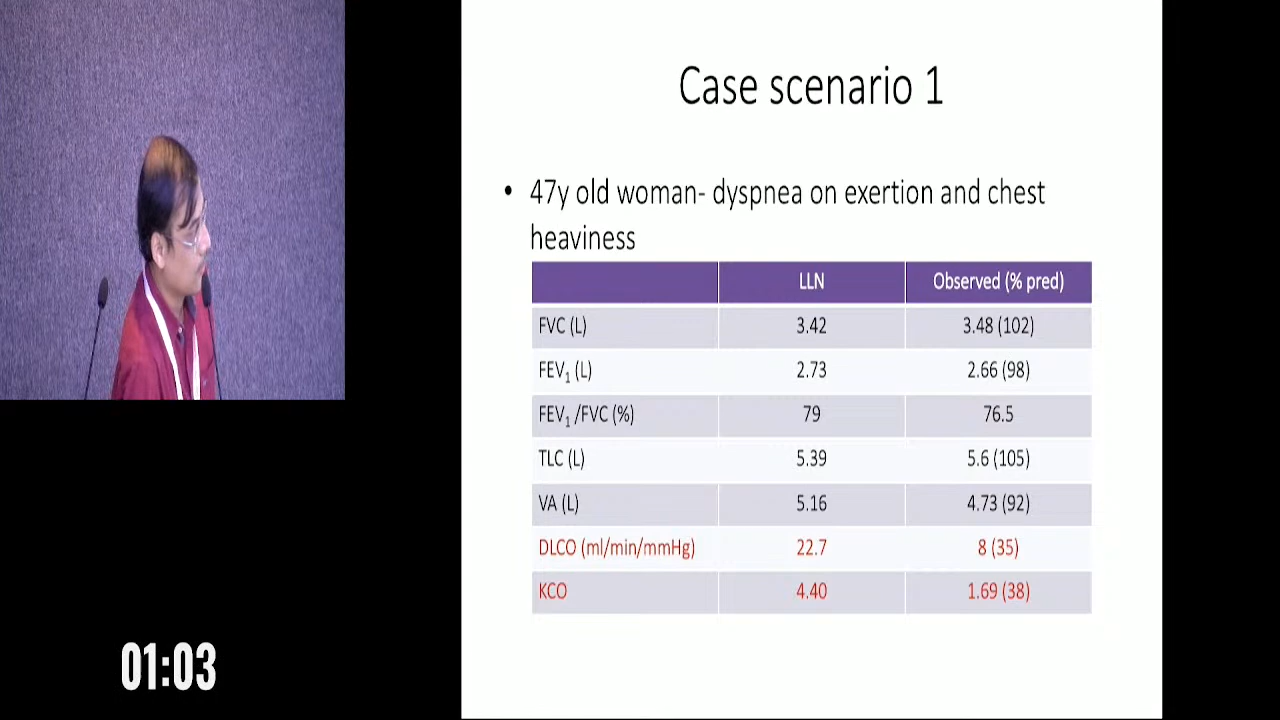 Case scenario 1
• 47y old woman- dyspnea on exertion and chest
heaviness
LLN Observed (% pred)
FVC (L) 3.42 3.48 (102)
FEV₁ (L) 2.73 2.66 (98)
FEV₁ /FVC (%) 79 76.5
TLC (L) 5.39 5.6 (105)
VA (L) 5.16 4.73 (92)
DLCO (ml/min/mmHg) 22.7 8 (35)
KCO 4.40 1.69 (38)
01:03